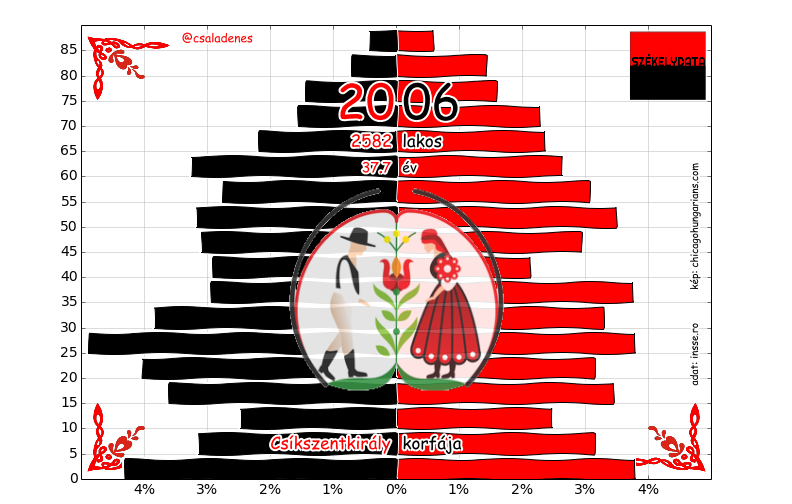 @csaladenes
SZÉKELYDATA
2006
2582 lakos
37.7 év
kép: chicagohungarians.com
adat: insse.ro
Csíkszentkirály korfája
85
80
75
70
65
60
55
50
45
40
35
30
25
20
15
10
5
0
4% 3% 2% 1% 0% 1% 2% 3% 4%